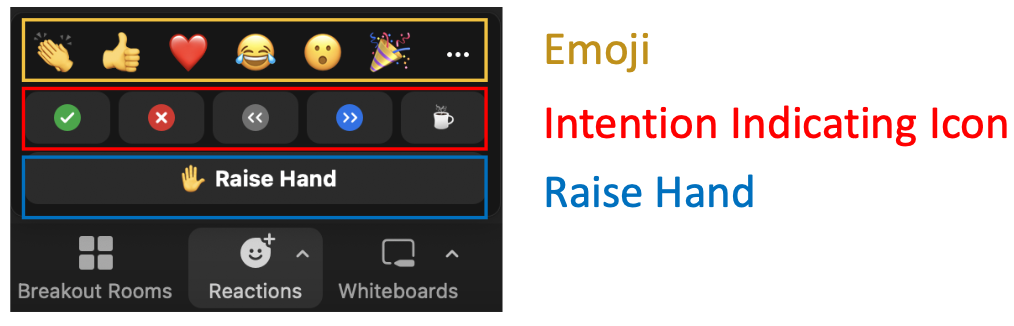 Emoji
Intention Indicating Icon
Raise Hand
Raise Hand
Breakout Rooms Reactions Whiteboards